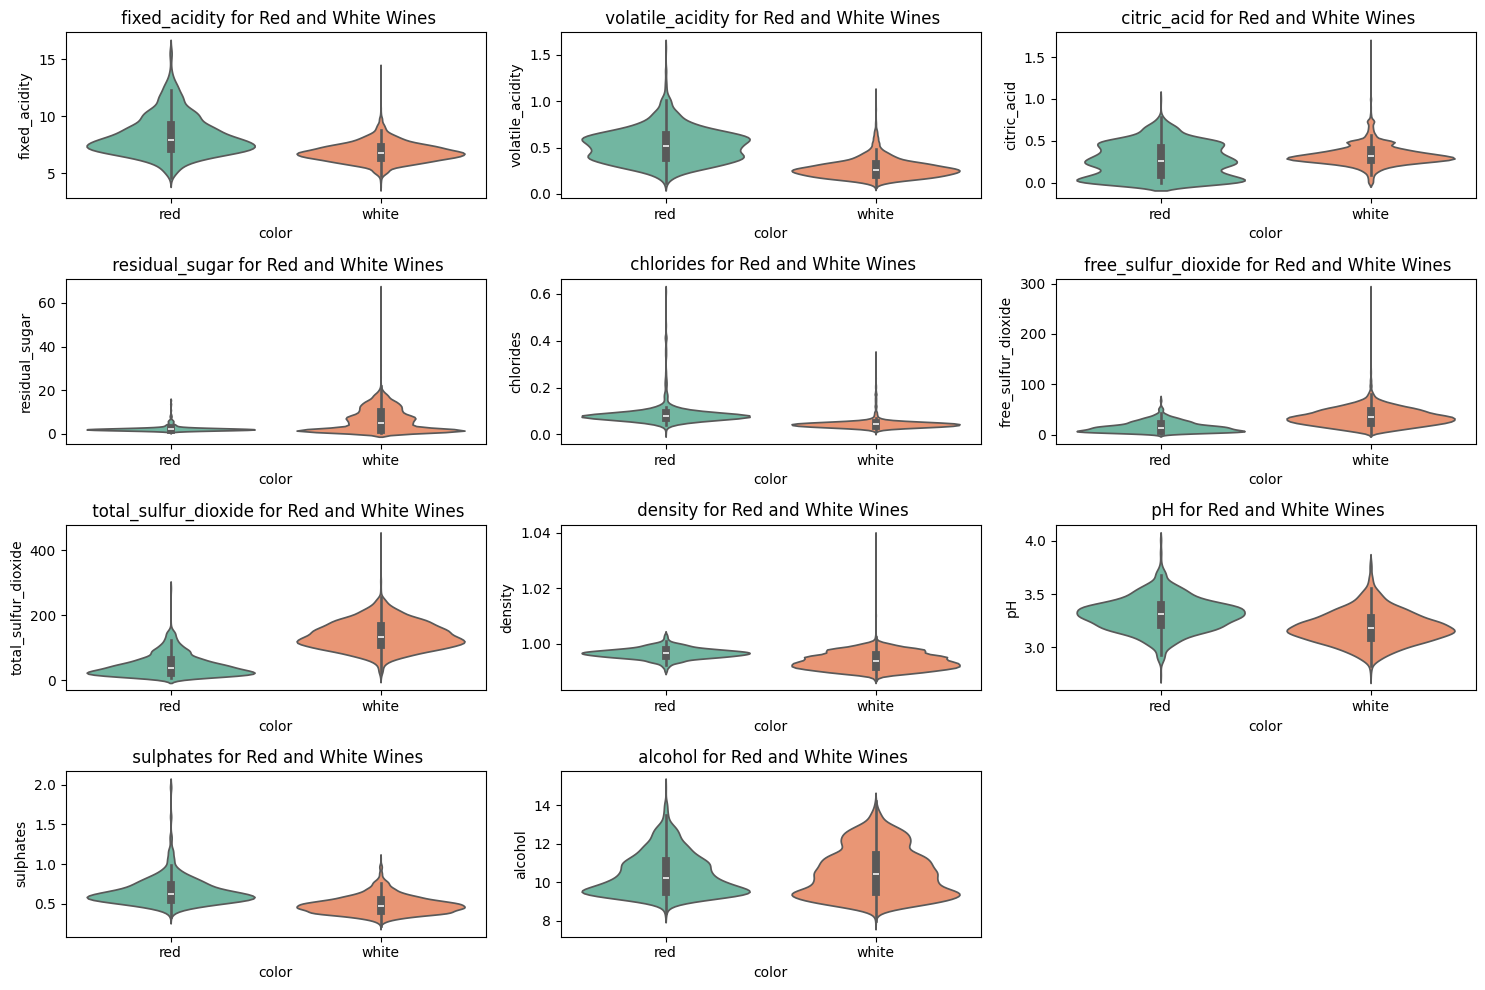 fixed_acidity for Red and White Wines
fixed_acidity
15
10
5
red
white
color
volatile_acidity for Red and White Wines
volatile_acidity
1.5
1.0
0.5
0.0
red
white
color
citric_acid for Red and White Wines
citric_acid
1.5
1.0
0.5
0.0
red
white
color
residual_sugar for Red and White Wines
residual_sugar
60
40
20
0
red
white
color
chlorides for Red and White Wines
chlorides
0.6
0.4
0.2
0.0
red
white
color
free_sulfur_dioxide for Red and White Wines
free_sulfur_dioxide
300
200
100
0
red
white
color
total_sulfur_dioxide for Red and White Wines
total_sulfur_dioxide
400
200
0
red
white
color
density for Red and White Wines
density
1.04
1.02
1.00
red
white
color
pH for Red and White Wines
pH
4.0
3.5
3.0
red
white
color
sulphates for Red and White Wines
sulphates
2.0
1.5
1.0
0.5
red
white
color
alcohol for Red and White Wines
alcohol
14
12
10
8
red
white
color